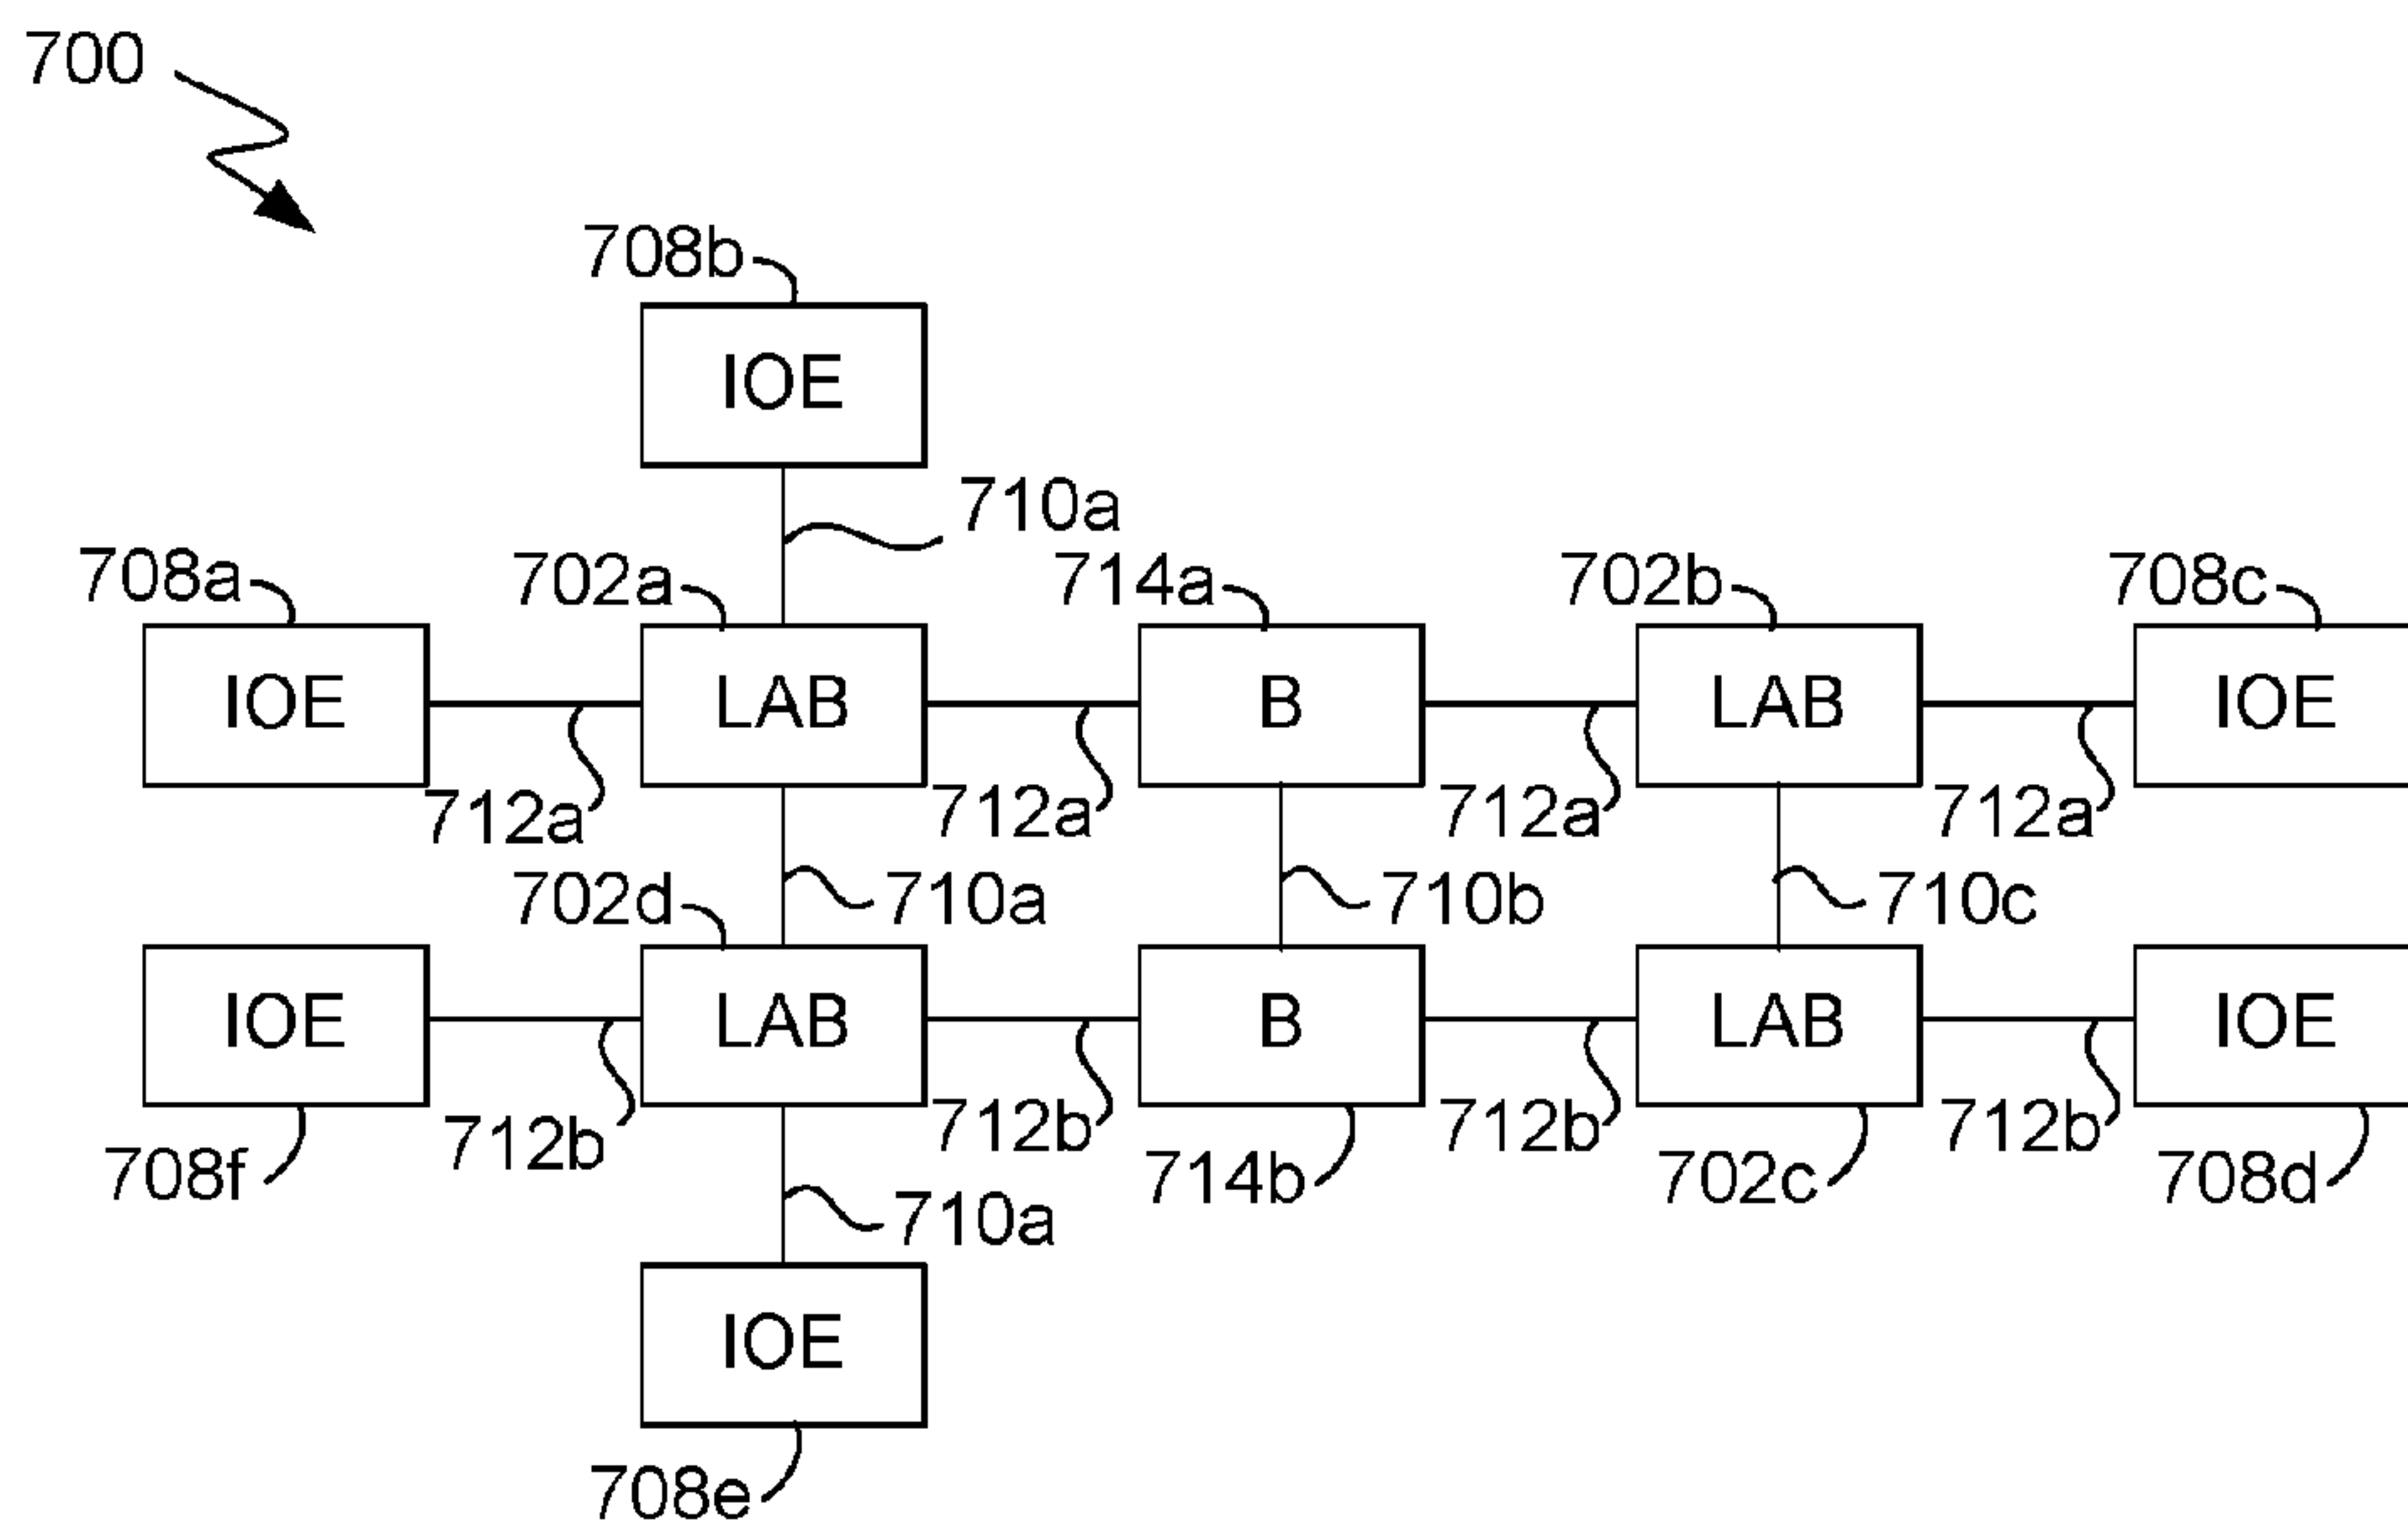 700
708b
IOE
710a
708a 702a 714a 702b 708c
IOE LAB B LAB IOE
712a 712a 712a 712a
702d 710a 710b 710c
IOE LAB B LAB IOE
712b 712b 712b 712b
708f 714b 702c 708d
710a
IOE
708e